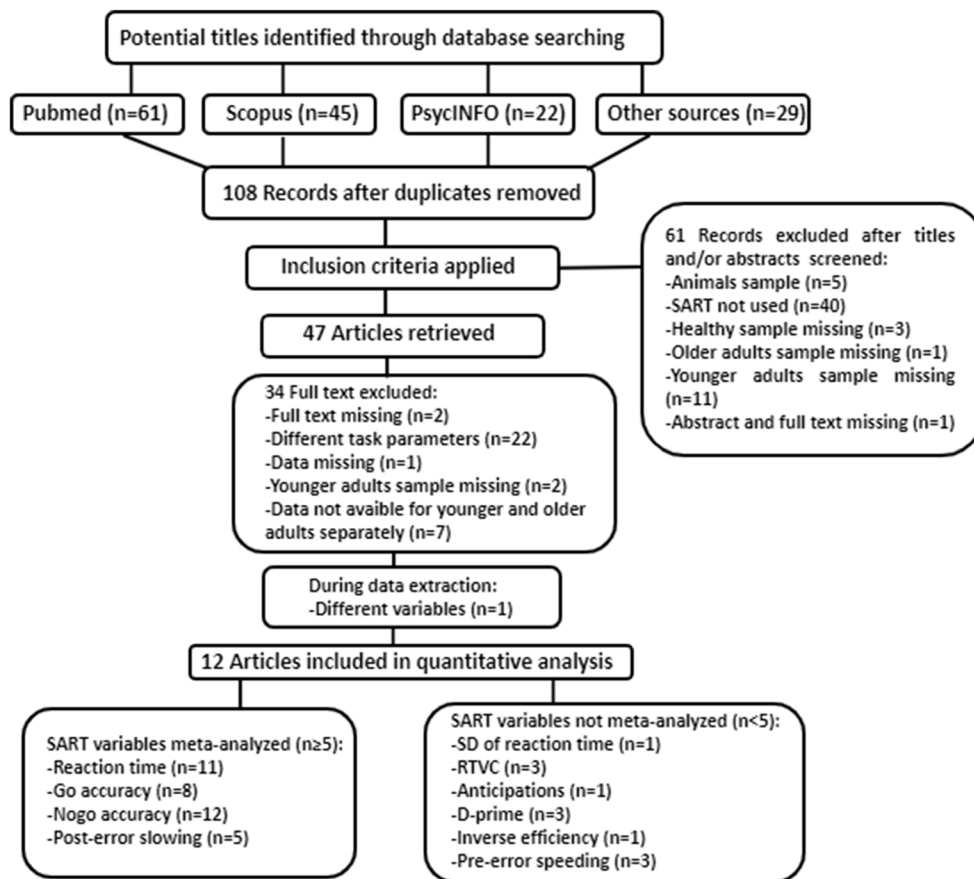 Potential titles identified through database searching
Pubmed (n=61)
Scopus (n=45)
PsycINFO (n=22)
Other sources (n=29)
108 Records after duplicates removed
Inclusion criteria applied
61 Records excluded after titles
and/or abstracts screened:
-Animals sample (n=5)
-SART not used (n=40)
-Healthy sample missing (n=3)
-Older adults sample missing (n=1)
-Younger adults sample missing
(n=11)
-Abstract and full text missing (n=1)
47 Articles retrieved
34 Full text excluded:
-Full text missing (n=2)
-Different task parameters (n=22)
-Data missing (n=1)
-Younger adults sample missing (n=2)
-Data not avaible for younger and older
adults separately (n=7)
During data extraction:
-Different variables (n=1)
12 Articles included in quantitative analysis
SART variables meta-analyzed (n≥5):
-Reaction time (n=11)
-Go accuracy (n=8)
-Nogo accuracy (n=12)
-Post-error slowing (n=5)
SART variables not meta-analyzed (n<5):
-SD of reaction time (n=1)
-RTVC (n=3)
-Anticipations (n=1)
-D-prime (n=3)
-Inverse efficiency (n=1)
-Pre-error speeding (n=3)